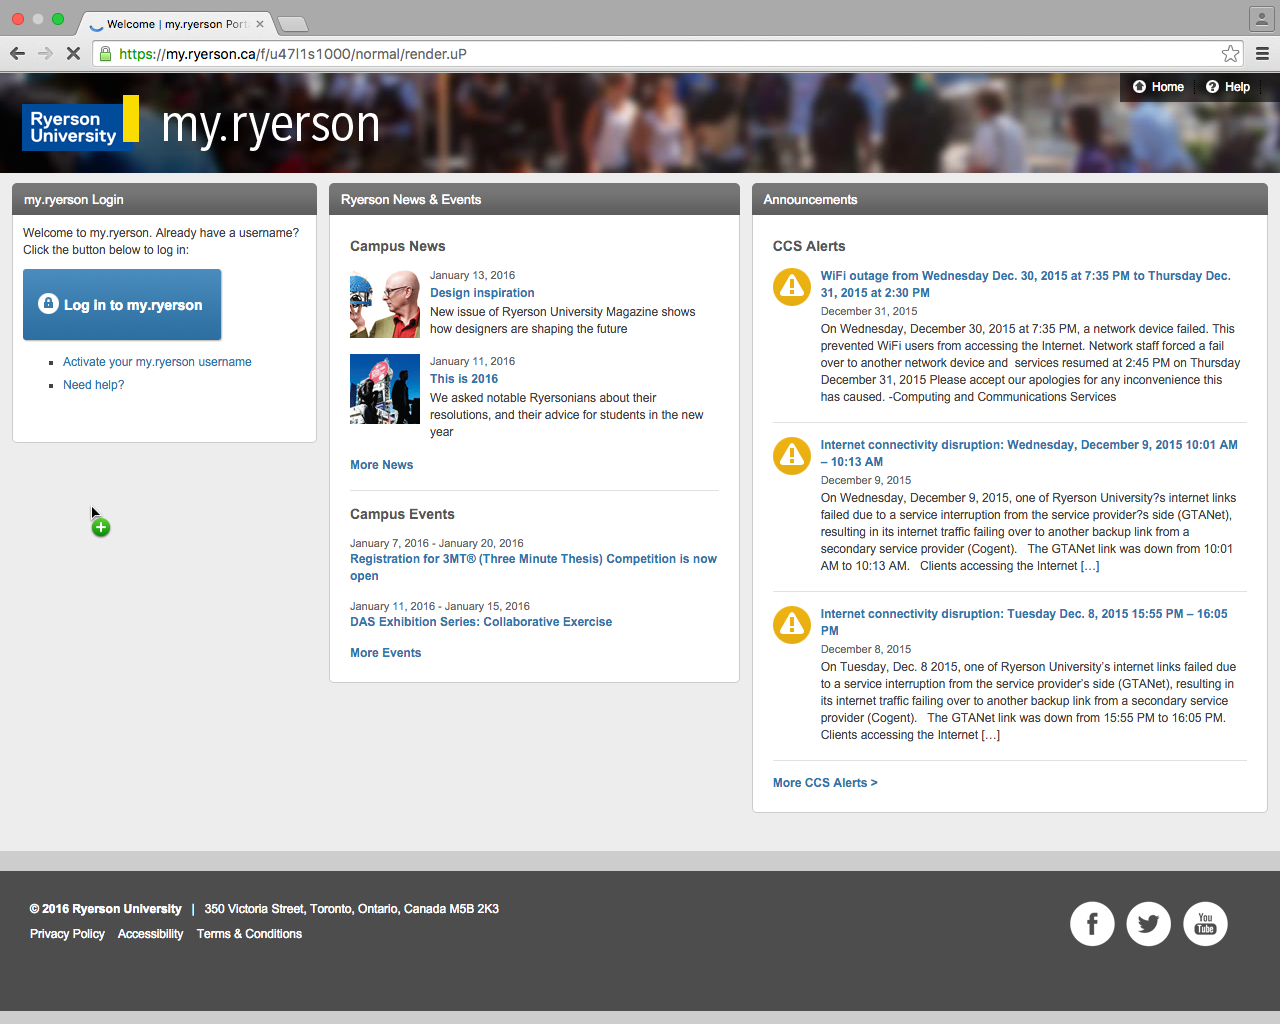 Welcome | my.ryerson Port
https://my.ryerson.ca/f/u47l1s1000/normal/render.uP
Home
Help
Ryerson
University
my.ryerson
my.ryerson Login
Welcome to my.ryerson. Already have a username?
Click the button below to log in:
Log in to my.ryerson
Activate your my.ryerson username
Need help?
Ryerson News & Events
Campus News
January 13, 2016
Design inspiration
New issue of Ryerson University Magazine shows
how designers are shaping the future
January 11, 2016
This is 2016
We asked notable Ryersonians about their
resolutions, and their advice for students in the new
year
More News
Campus Events
January 7, 2016 - January 20, 2016
Registration for 3MT® (Three Minute Thesis) Competition is now
open
January 11, 2016 - January 15, 2016
DAS Exhibition Series: Collaborative Exercise
More Events
Announcements
CCS Alerts
WiFi outage from Wednesday Dec. 30, 2015 at 7:35 PM to Thursday Dec.
31, 2015 at 2:30 PM
December 31, 2015
On Wednesday, December 30, 2015 at 7:35 PM, a network device failed. This
prevented WiFi users from accessing the Internet. Network staff forced a fail
over to another network device and  services resumed at 2:45 PM on Thursday
December 31, 2015 Please accept our apologies for any inconvenience this
has caused. -Computing and Communications Services
Internet connectivity disruption: Wednesday, December 9, 2015 10:01 AM
– 10:13 AM
December 9, 2015
On Wednesday, December 9, 2015, one of Ryerson University?s internet links
failed due to a service interruption from the service provider?s side (GTANet),
resulting in its internet traffic failing over to another backup link from a
secondary service provider (Cogent).   The GTANet link was down from 10:01
AM to 10:13 AM.   Clients accessing the Internet […]
Internet connectivity disruption: Tuesday Dec. 8, 2015 15:55 PM – 16:05
PM
December 8, 2015
On Tuesday, Dec. 8 2015, one of Ryerson University's internet links failed due
to a service interruption from the service provider's side (GTANet), resulting in
its internet traffic failing over to another backup link from a secondary service
provider (Cogent).   The GTANet link was down from 15:55 PM to 16:05 PM.
Clients accessing the Internet […]
More CCS Alerts >
© 2016 Ryerson University | 350 Victoria Street, Toronto, Ontario, Canada M5B 2K3
Privacy Policy Accessibility Terms & Conditions
You
Tube